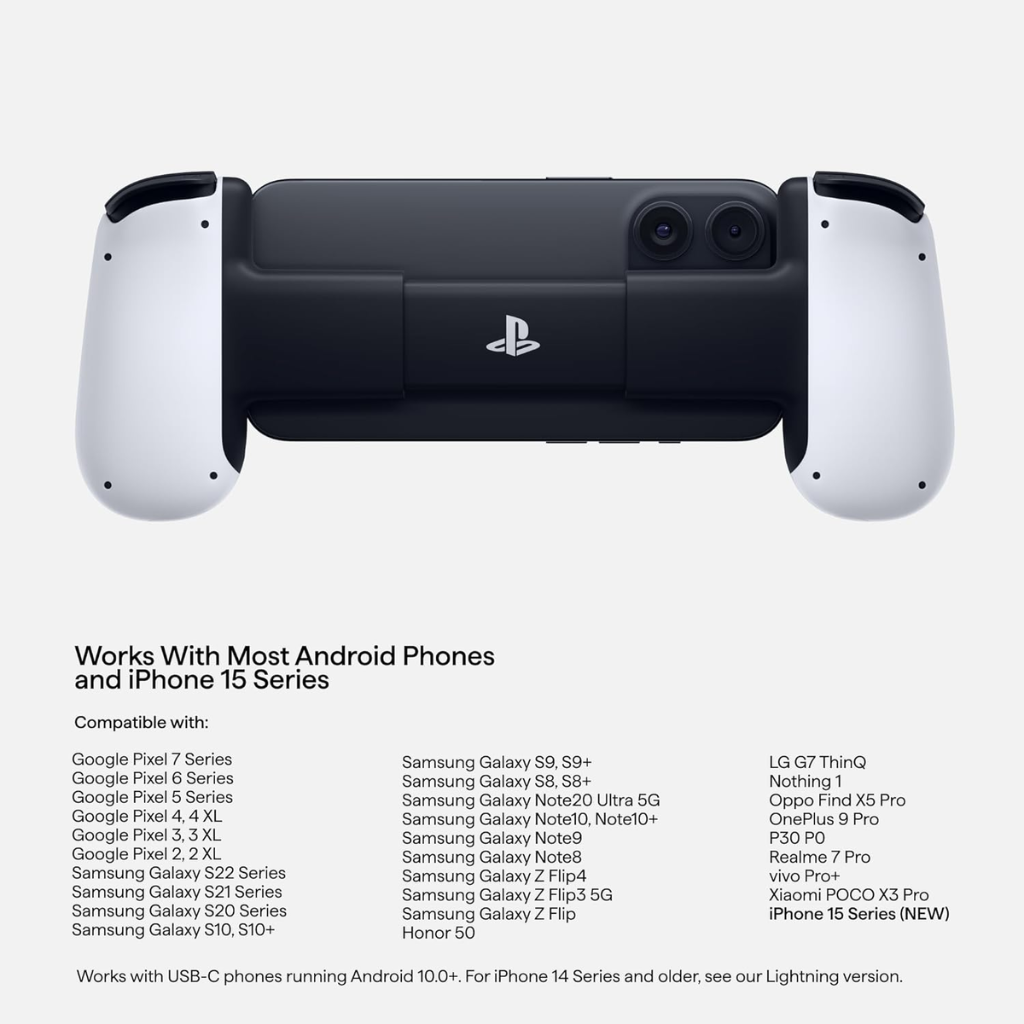 Works With Most Android Phones
and iPhone 15 Series
Compatible with:
Google Pixel 7 Series
Google Pixel 6 Series
Google Pixel 5 Series
Google Pixel 4, 4 XL
Google Pixel 3, 3 XL
Google Pixel 2, 2 XL
Samsung Galaxy S22 Series
Samsung Galaxy S21 Series
Samsung Galaxy S20 Series
Samsung Galaxy S10, S10+
Samsung Galaxy S9, S9+
Samsung Galaxy S8, S8+
Samsung Galaxy Note20 Ultra 5G
Samsung Galaxy Note10, Note10+
Samsung Galaxy Note9
Samsung Galaxy Note8
Samsung Galaxy Z Flip4
Samsung Galaxy Z Flip3 5G
Samsung Galaxy Z Flip
Honor 50
LG G7 ThinQ
Nothing 1
Oppo Find X5 Pro
OnePlus 9 Pro
P30 P0
Realme 7 Pro
vivo Pro+
Xiaomi POCO X3 Pro
iPhone 15 Series (NEW)
Works with USB-C phones running Android 10.0+. For iPhone 14 Series and older, see our Lightning version.